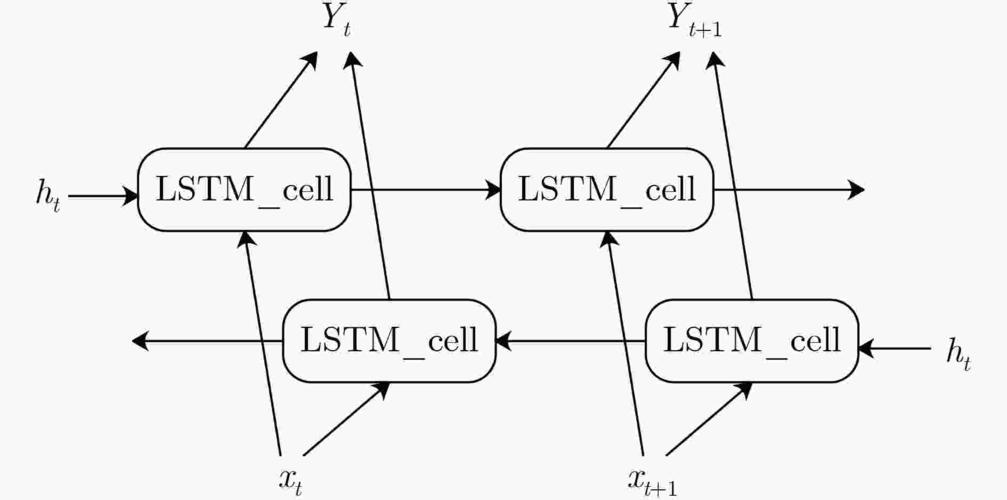 Y_t Y_{t+1}
h_t LSTM_cell LSTM_cell
LSTM_cell LSTM_cell h_t
x_t x_{t+1}